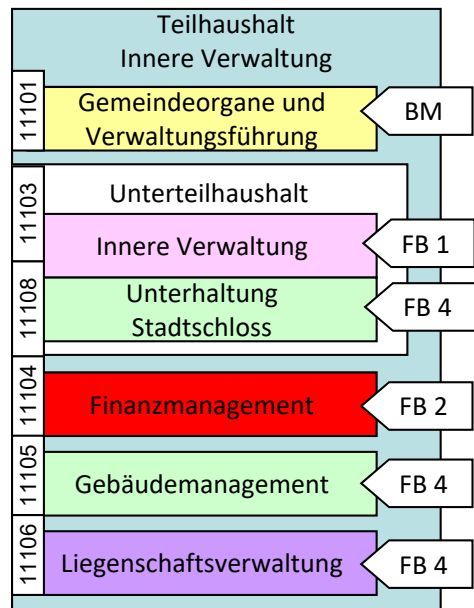 Teilhaushalt
Innere Verwaltung
11101
Gemeindeorgane und
Verwaltungsführung
BM
11103
Unterteilhaushalt
Innere Verwaltung
FB 1
11108
Unterhaltung
Stadtschloss
FB 4
11104
Finanzmanagement
FB 2
11105
Gebäudemanagement
FB 4
11106
Liegenschaftsverwaltung
FB 4